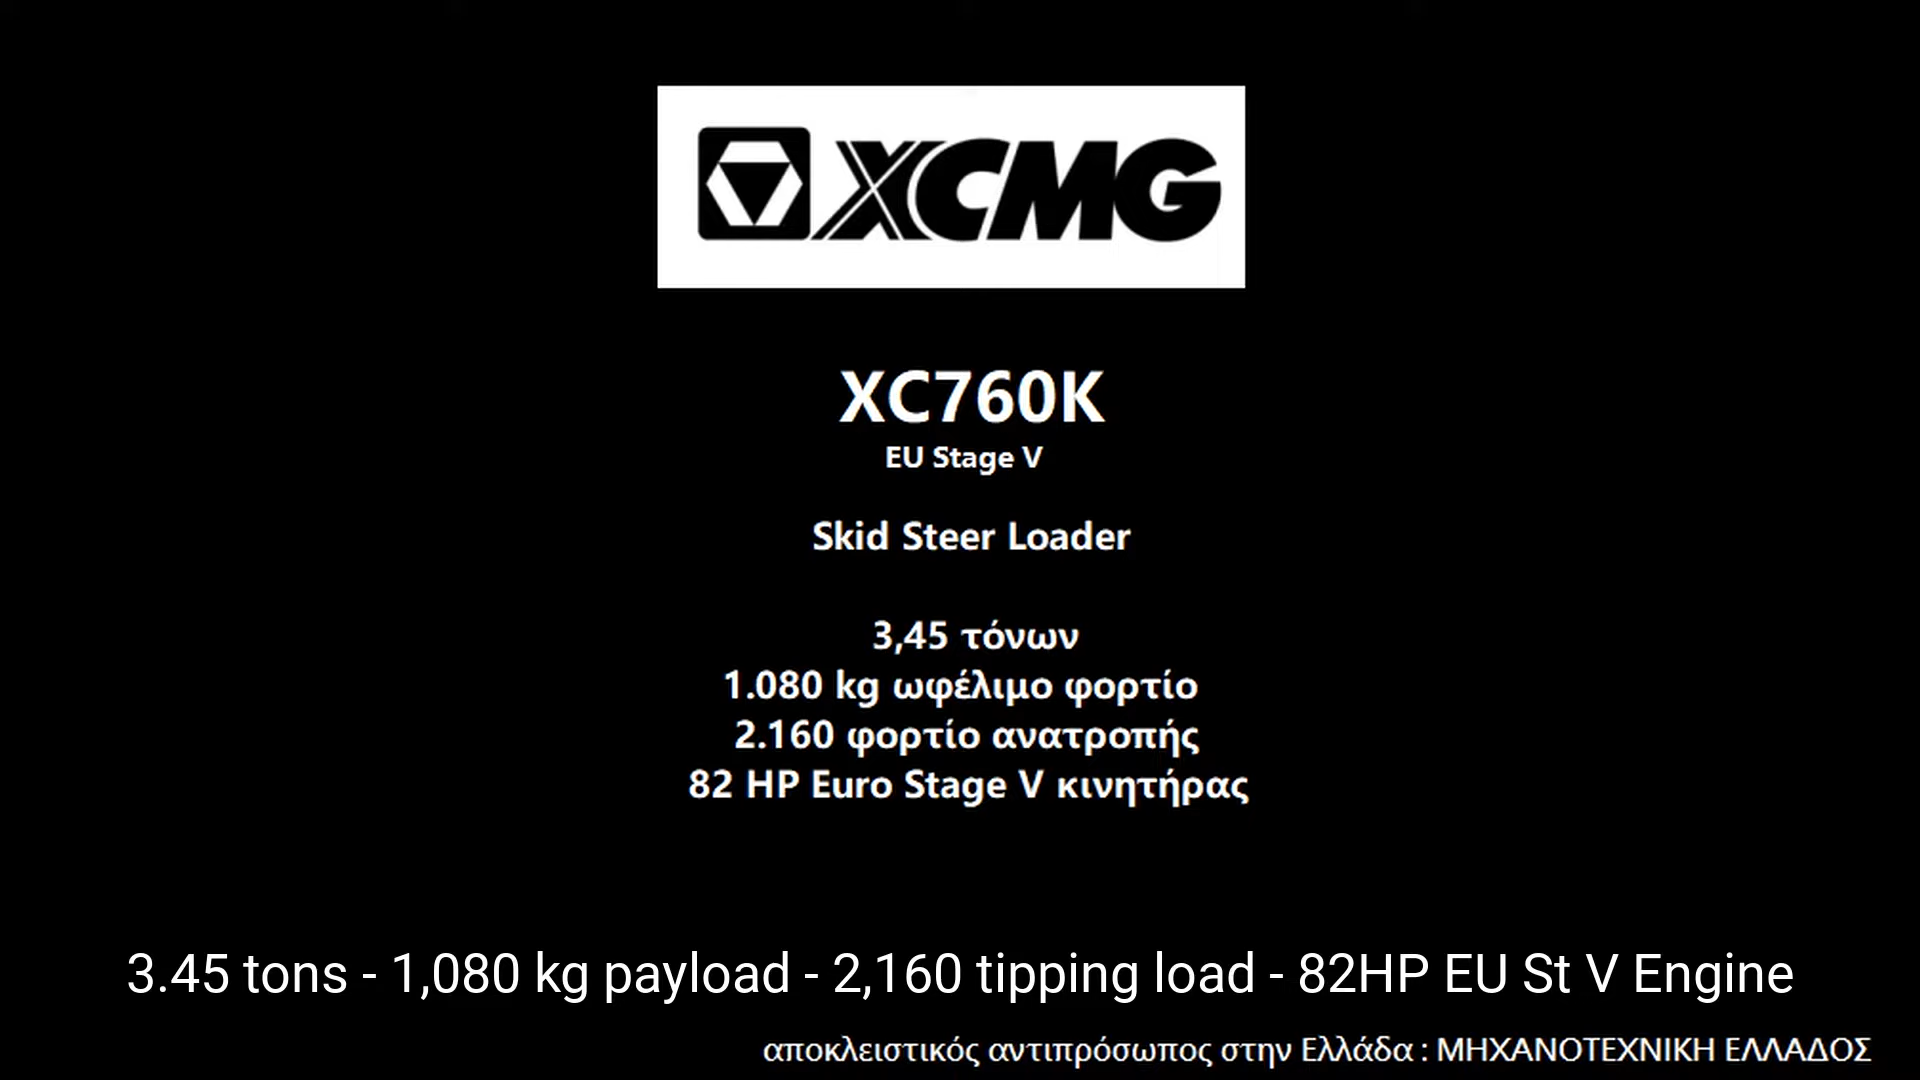 XCMG
XC760K
EU Stage V
Skid Steer Loader
3,45 τόνων
1.080 kg ωφέλιμο φορτίο
2.160 φορτίο ανατροπής
82 HP Euro Stage V κινητήρας
3.45 tons - 1,080 kg payload - 2,160 tipping load - 82HP EU St V Engine
αποκλειστικός αντιπρόσωπος στην Ελλάδα : ΜΗΧΑΝΟΤΕΧΝΙΚΗ ΕΛΛΑΔΟΣ